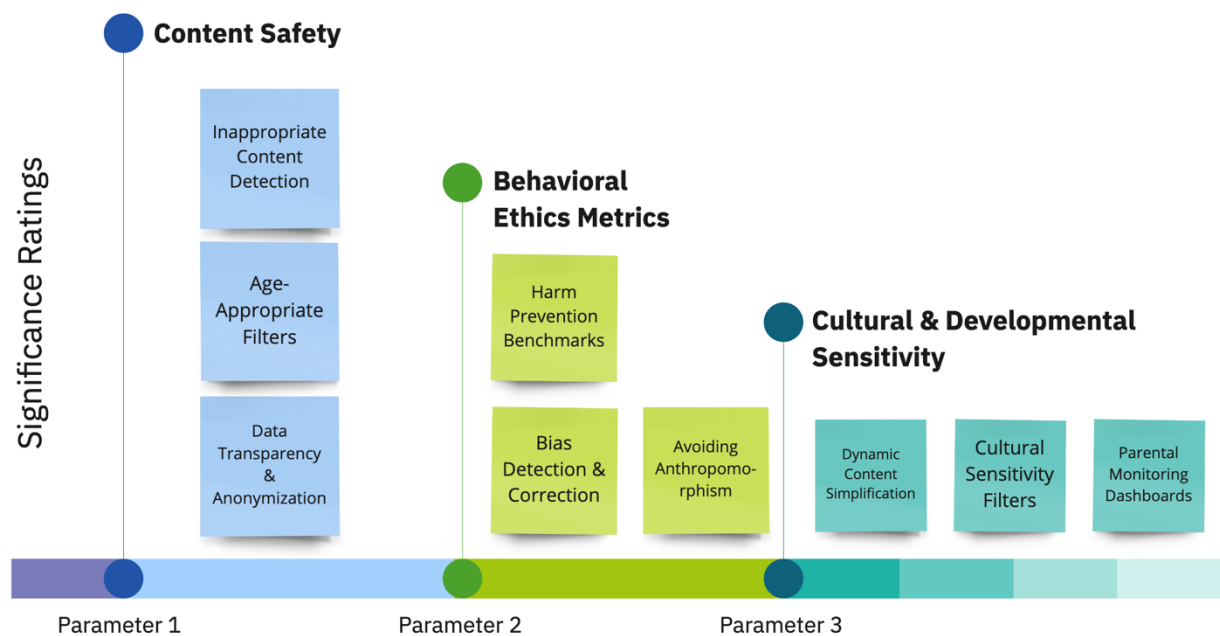 Significance Ratings
Content Safety
Inappropriate
Content
Detection
Age-
Appropriate
Filters
Data
Transparency
&
Anonymization
Behavioral
Ethics Metrics
Harm
Prevention
Benchmarks
Bias
Detection &
Correction
Avoiding
Anthropomo-
rphism
Cultural & Developmental
Sensitivity
Dynamic
Content
Simplification
Cultural
Sensitivity
Filters
Parental
Monitoring
Dashboards
Parameter 1
Parameter 2
Parameter 3